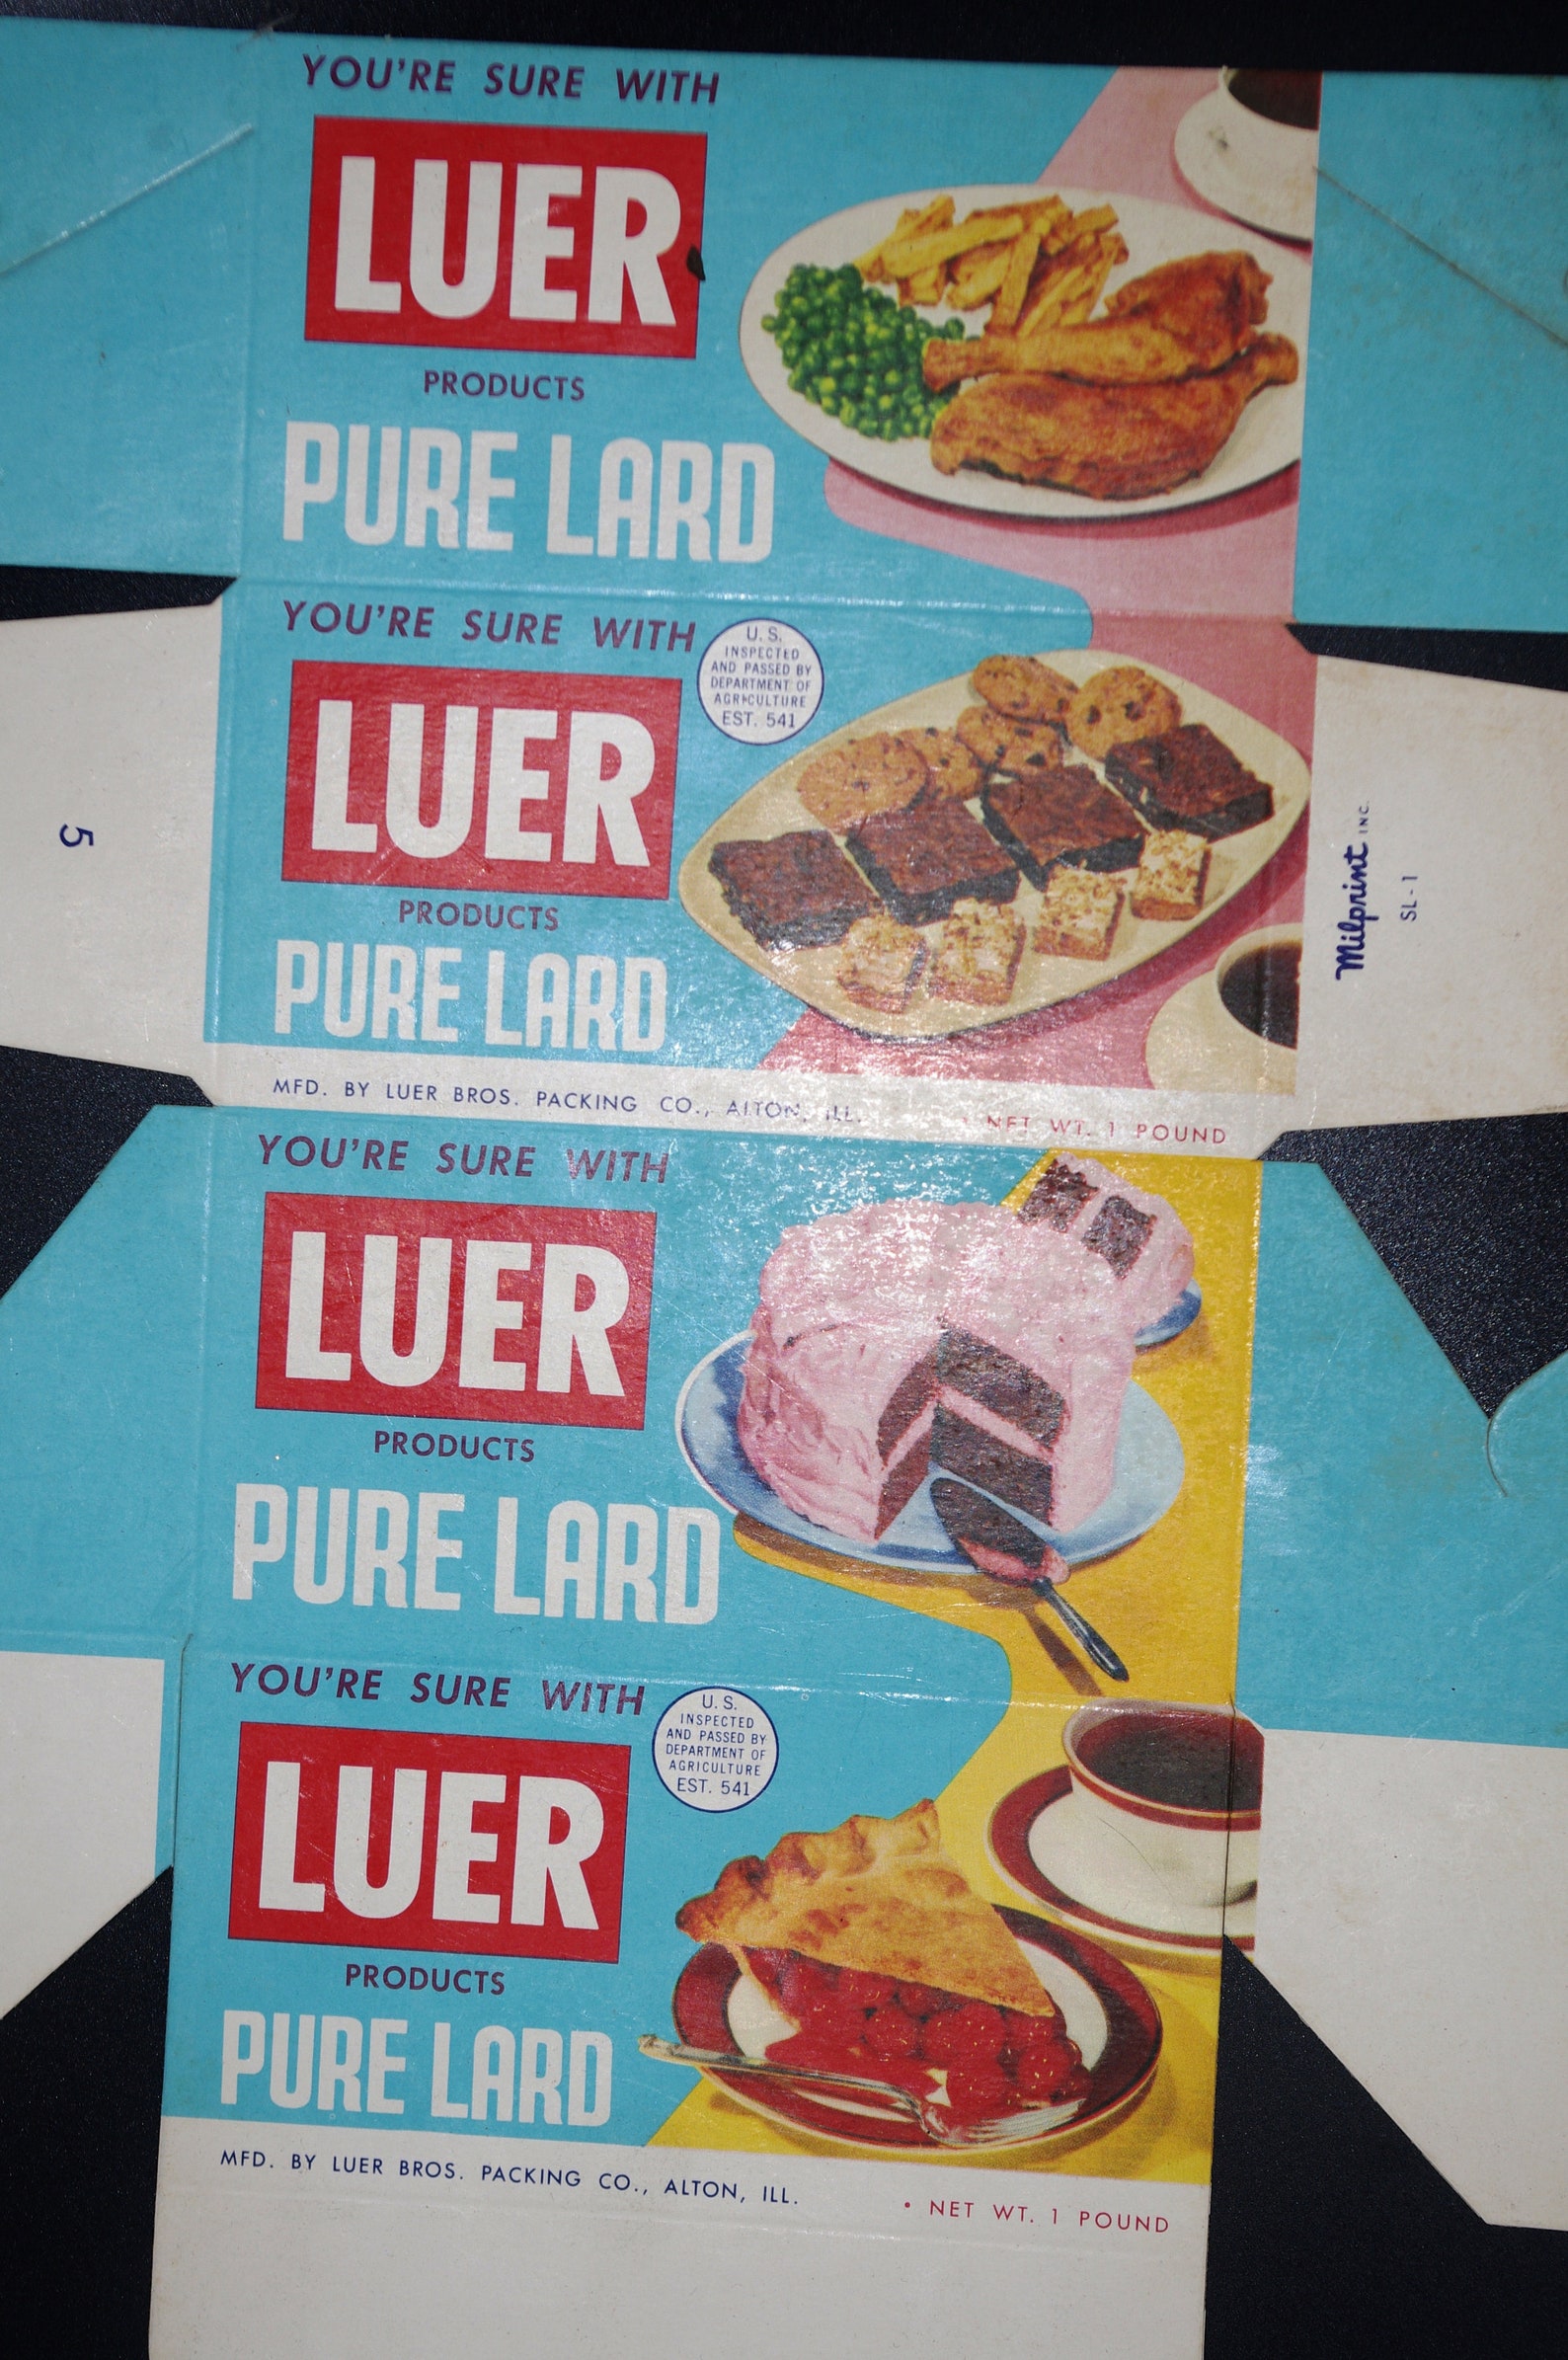 YOU'RE SURE WITH
LUER
PRODUCTS
PURE LARD
YOU'RE SURE WITH
U. S.
INSPECTED
AND PASSED BY
DEPARTMENT OF
AGRICULTURE
EST. 541
LUER
PRODUCTS
PURE LARD
MFD. BY LUER BROS. PACKING CO., ALTON, ILL.
• NET WT. 1 POUND
5
Milprint INC.
SL-1
YOU'RE SURE WITH
LUER
PRODUCTS
PURE LARD
YOU'RE SURE WITH
U. S.
INSPECTED
AND PASSED BY
DEPARTMENT OF
AGRICULTURE
EST. 541
LUER
PRODUCTS
PURE LARD
MFD. BY LUER BROS. PACKING CO., ALTON, ILL.
• NET WT. 1 POUND